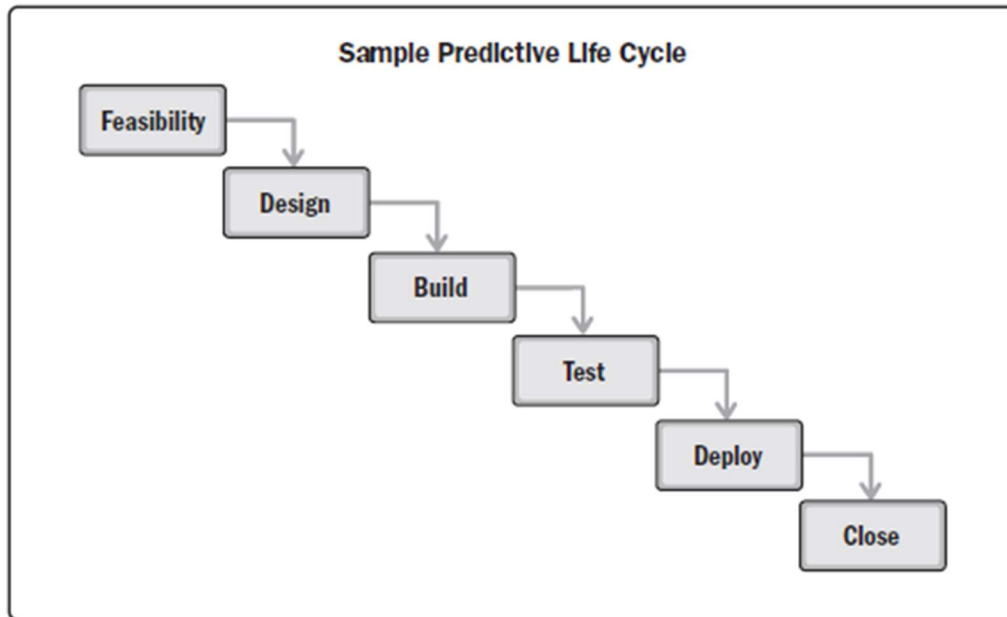 Sample Predictive Life Cycle
Feasibility
Design
Build
Test
Deploy
Close